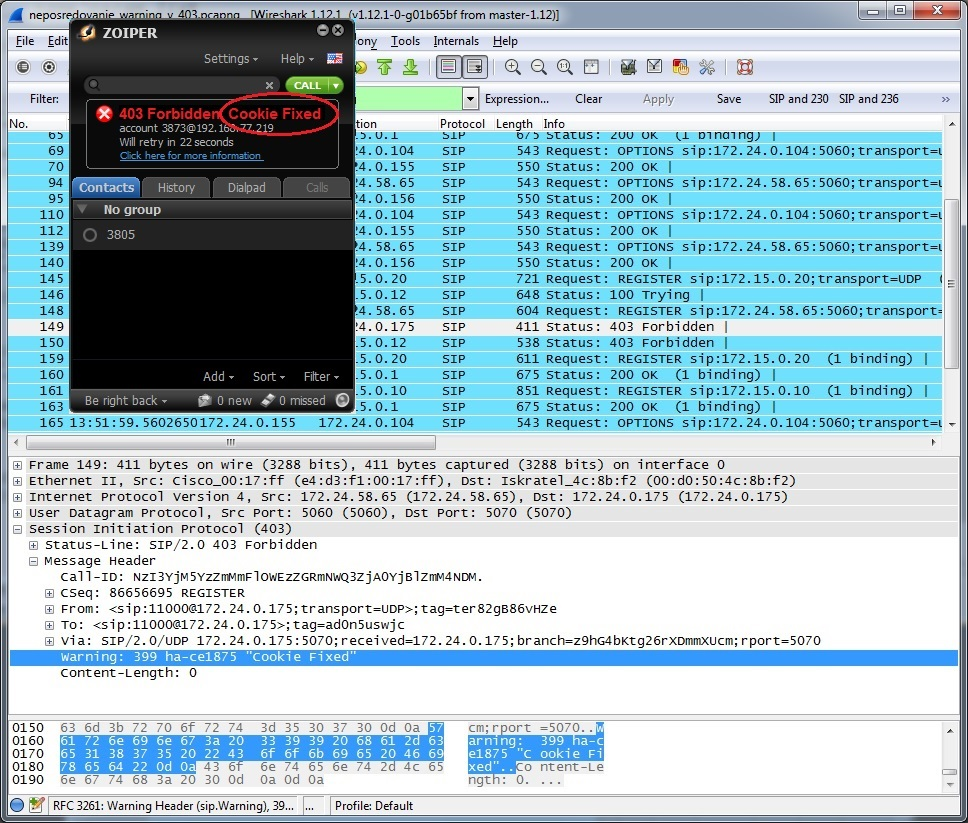 neposredovanje_warning_v_403.pcapng [Wireshark 1.12.1 (v1.12.1-0-g01b65bf from master-1.12)]
File Edit ony Tools Internals Help
ZOIPER
Settings Help
CALL
403 Forbidden Cookie Fixed
account 3873@192.168.77.219
Will retry in 22 seconds
Click here for more information
Contacts History Dialpad Calls
No group
3805
Add Sort Filter
Be right back 0 new 0 missed
Filter: Expression... Clear Apply Save SIP and 230 SIP and 236 »
No. tion Protocol Length Info
65 15.0.1 SIP 675 Status: 200 OK (1 binding) |
69 24.0.104 SIP 543 Request: OPTIONS sip:172.24.0.104:5060;transport=u
70 24.0.155 SIP 550 Status: 200 OK |
94 24.58.65 SIP 543 Request: OPTIONS sip:172.24.58.65:5060;transport=u
95 24.0.156 SIP 550 Status: 200 OK |
110 24.0.104 SIP 543 Request: OPTIONS sip:172.24.0.104:5060;transport=u
112 24.0.155 SIP 550 Status: 200 OK |
139 24.58.65 SIP 543 Request: OPTIONS sip:172.24.58.65:5060;transport=u
140 24.0.156 SIP 550 Status: 200 OK |
145 15.0.20 SIP 721 Request: REGISTER sip:172.15.0.20;transport=UDP (
146 15.0.12 SIP 648 Status: 100 Trying |
148 24.58.65 SIP 604 Request: REGISTER sip:172.24.58.65:5060;transport=
149 24.0.175 SIP 411 Status: 403 Forbidden |
150 15.0.12 SIP 538 Status: 403 Forbidden |
159 15.0.20 SIP 611 Request: REGISTER sip:172.15.0.20 (1 binding) |
160 15.0.1 SIP 675 Status: 200 OK (1 binding) |
161 15.0.10 SIP 851 Request: REGISTER sip:172.15.0.10 (1 binding) |
163 15.0.1 SIP 675 Status: 200 OK (1 binding) |
165 13:51:59.5602650 172.24.0.155 172.24.0.104 SIP 543 Request: OPTIONS sip:172.24.0.104:5060;transport=u
Frame 149: 411 bytes on wire (3288 bits), 411 bytes captured (3288 bits) on interface 0
Ethernet II, Src: Cisco_00:17:ff (e4:d3:f1:00:17:ff), Dst: Iskratel_4c:8b:f2 (00:d0:50:4c:8b:f2)
Internet Protocol Version 4, Src: 172.24.58.65 (172.24.58.65), Dst: 172.24.0.175 (172.24.0.175)
User Datagram Protocol, Src Port: 5060 (5060), Dst Port: 5070 (5070)
Session Initiation Protocol (403)
Status-Line: SIP/2.0 403 Forbidden
Message Header
Call-ID: NzI3YjM5YzZmMmFlOWEzZGRmNWQ3ZjA0YjBlZmM4NDM.
CSeq: 86656695 REGISTER
From: <sip:11000@172.24.0.175;transport=UDP>;tag=ter82gB86vHZe
To: <sip:11000@172.24.0.175>;tag=ad0n5uswjc
Via: SIP/2.0/UDP 172.24.0.175:5070;received=172.24.0.175;branch=z9hG4bKtg26rXDmmXUcm;rport=5070
Warning: 399 ha-ce1875 "Cookie Fixed"
Content-Length: 0
0150 63 6d 3b 72 70 6f 72 74 3d 35 30 37 30 0d 0a 57 cm;rport =5070..W
0160 61 72 6e 69 6e 67 3a 20 33 39 39 20 68 61 2d 63 arning: 399 ha-c
0170 65 31 38 37 35 20 22 43 6f 6f 6b 69 65 20 46 69 e1875 "C ookie Fi
0180 78 65 64 22 0d 0a 43 6f 6e 74 65 6e 74 2d 4c 65 xed"..Co ntent-Le
0190 6e 67 74 68 3a 20 30 0d 0a 0d 0a ngth: 0. ...
RFC 3261: Warning Header (sip.Warning), 39... ... Profile: Default